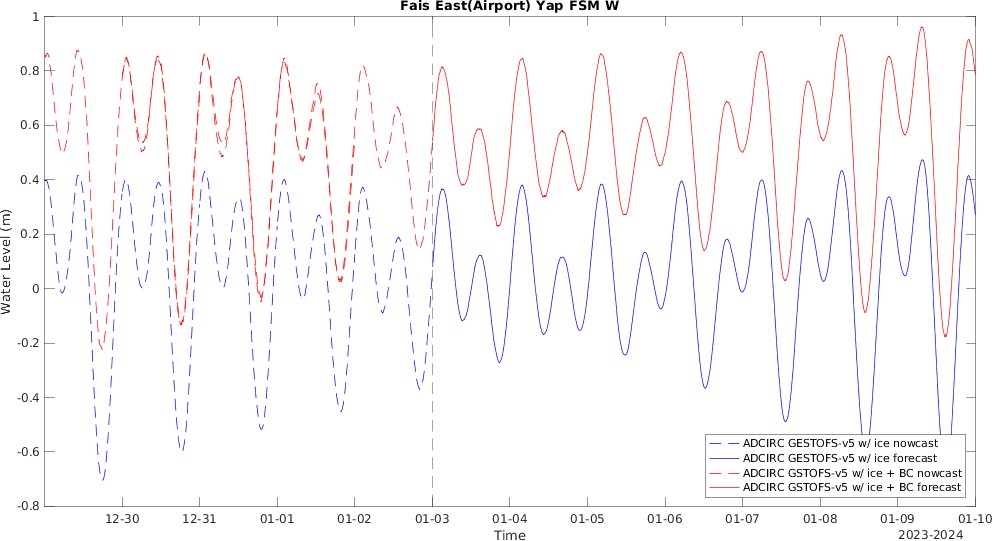 Fais East(Airport) Yap FSM W
1
0.8
0.6
0.4
0.2
0
-0.2
-0.4
-0.6
-0.8
Water Level (m)
ADCIRC GESTOFS-v5 w/ ice nowcast
ADCIRC GESTOFS-v5 w/ ice forecast
ADCIRC GSTOFS-v5 w/ ice + BC nowcast
ADCIRC GSTOFS-v5 w/ ice + BC forecast
12-30 12-31 01-01 01-02 01-03 01-04 01-05 01-06 01-07 01-08 01-09 01-10
Time
2023-2024